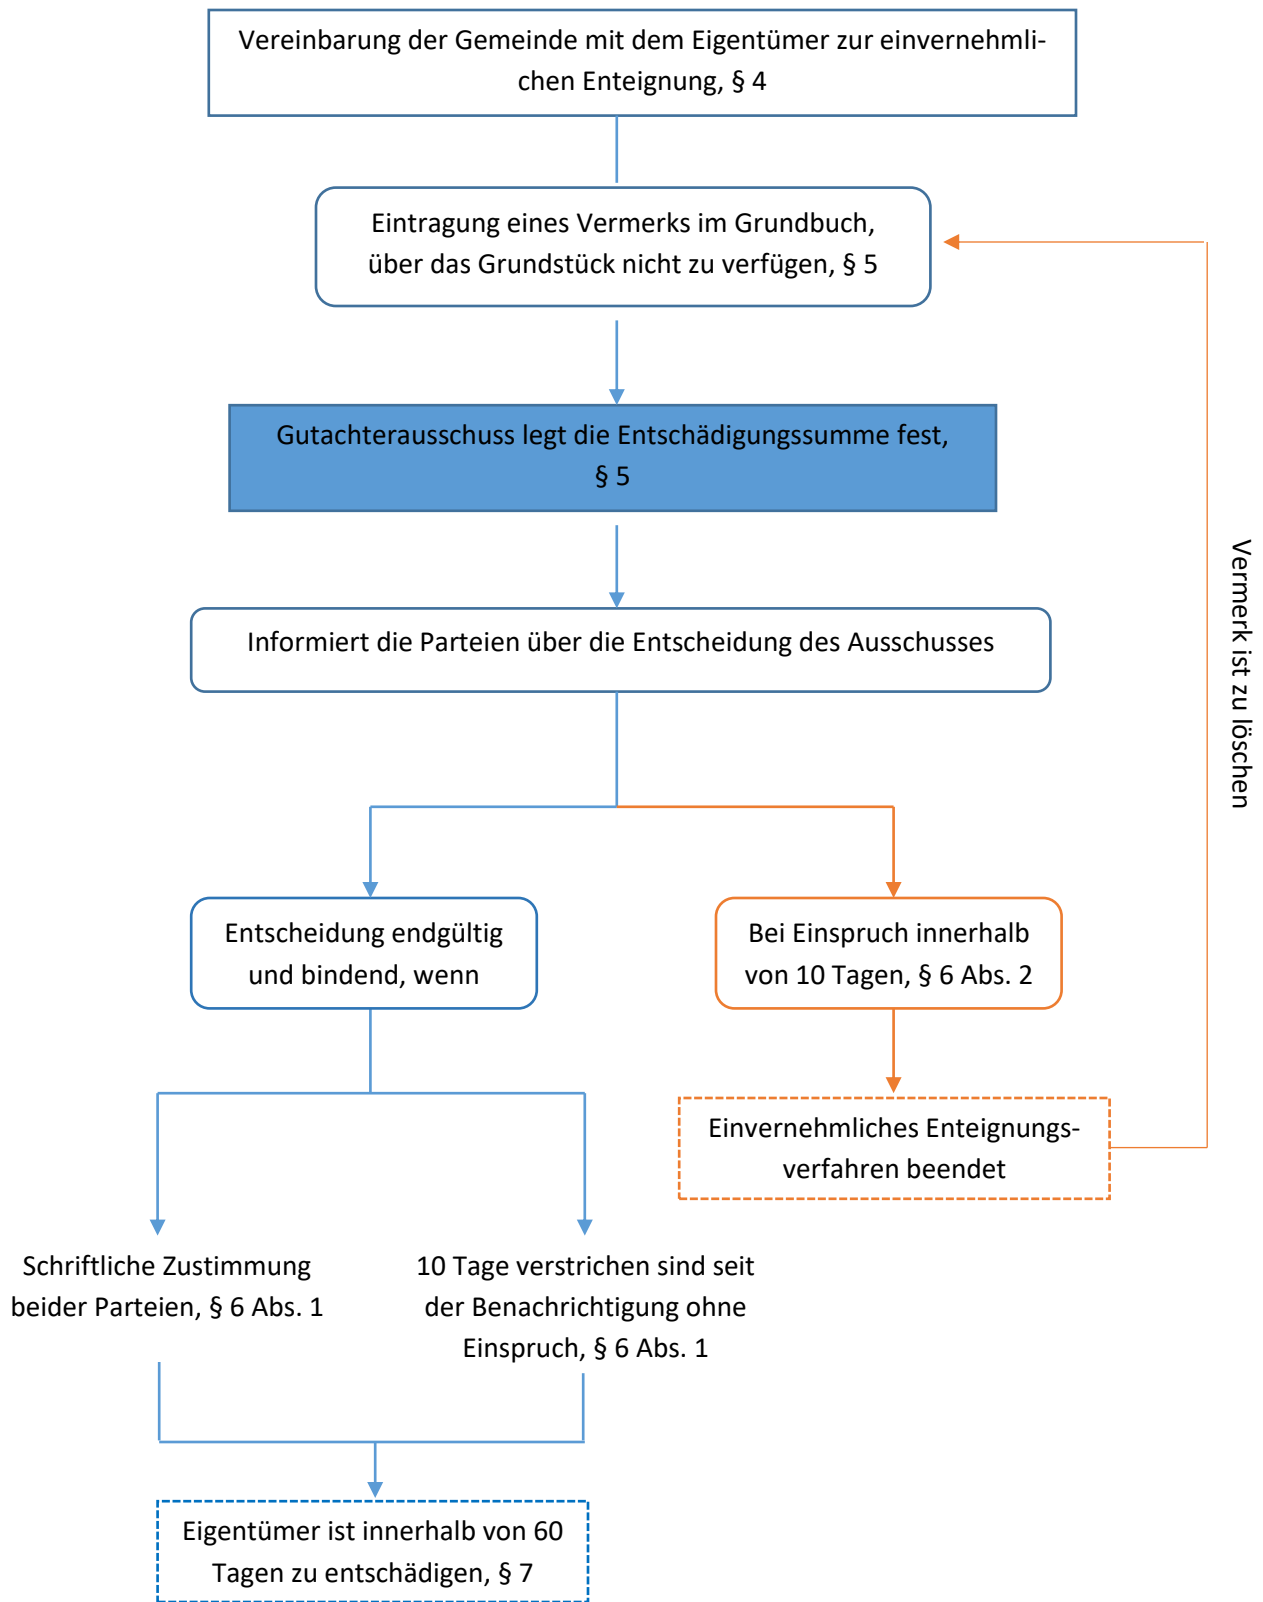 Vereinbarung der Gemeinde mit dem Eigentümer zur einvernehmli-
chen Enteignung, § 4
Eintragung eines Vermerks im Grundbuch,
über das Grundstück nicht zu verfügen, § 5
Gutachterausschuss legt die Entschädigungssumme fest,
§ 5
Informiert die Parteien über die Entscheidung des Ausschusses
Vermerk ist zu löschen
Entscheidung endgültig
und bindend, wenn
Bei Einspruch innerhalb
von 10 Tagen, § 6 Abs. 2
Einvernehmliches Enteignungs-
verfahren beendet
Schriftliche Zustimmung
beider Parteien, § 6 Abs. 1
10 Tage verstrichen sind seit
der Benachrichtigung ohne
Einspruch, § 6 Abs. 1
Eigentümer ist innerhalb von 60
Tagen zu entschädigen, § 7